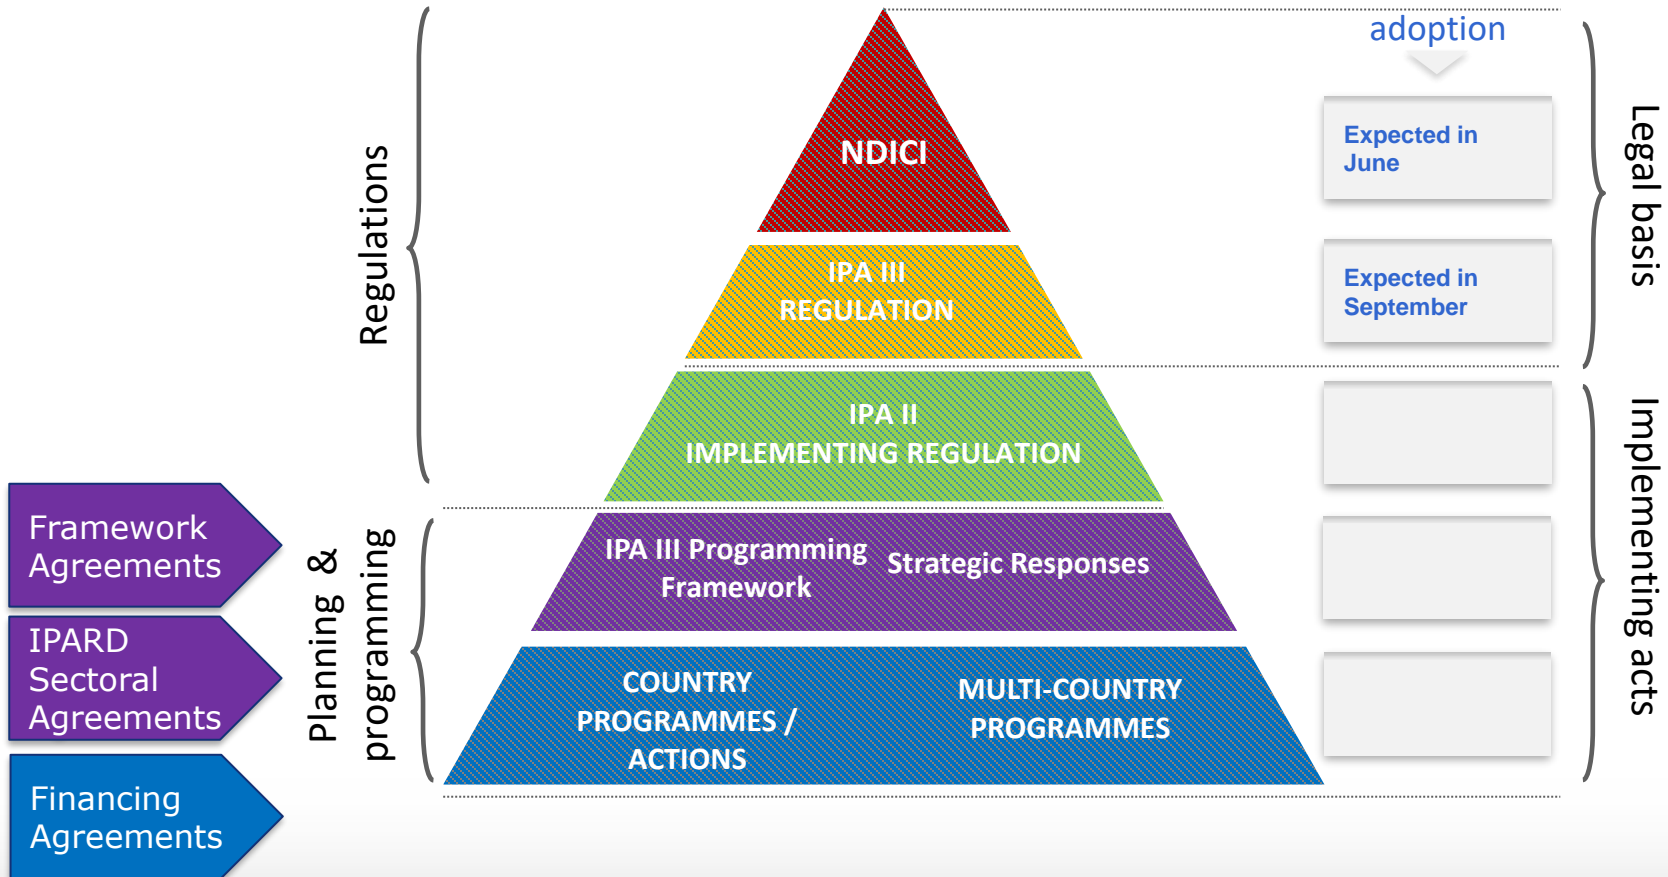 adoption
Regulations
NDICI
Expected in
June
Legal basis
IPA III
REGULATION
Expected in
September
IPA II
IMPLEMENTING REGULATION
Implementing acts
Framework
Agreements
Planning &
programming
IPA III Programming
Framework
Strategic Responses
IPARD
Sectoral
Agreements
COUNTRY
PROGRAMMES /
ACTIONS
MULTI-COUNTRY
PROGRAMMES
Financing
Agreements